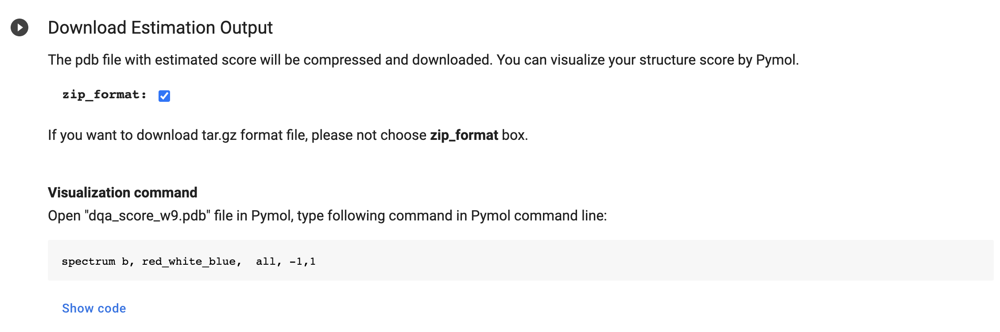 Download Estimation Output
The pdb file with estimated score will be compressed and downloaded. You can visualize your structure score by Pymol.
zip_format:
If you want to download tar.gz format file, please not choose zip_format box.
Visualization command
Open "dqa_score_w9.pdb" file in Pymol, type following command in Pymol command line:
spectrum b, red_white_blue,  all, -1,1
Show code